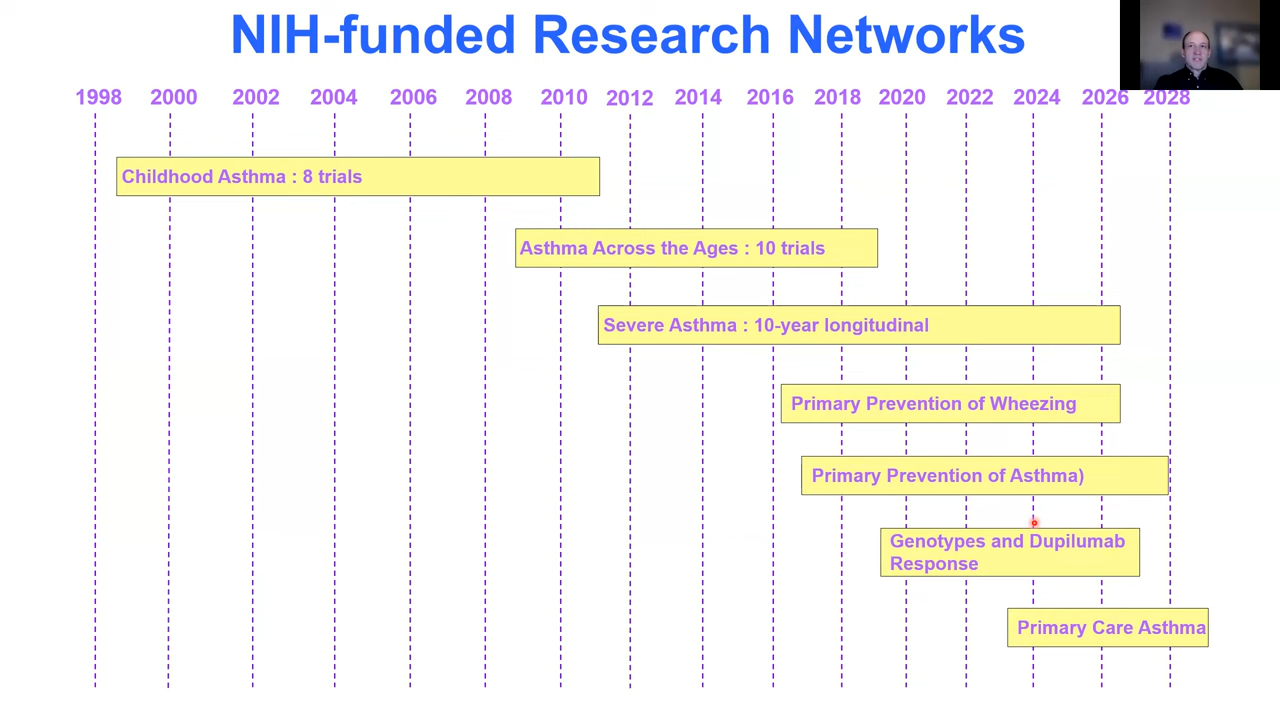 NIH-funded Research Networks
1998 2000 2002 2004 2006 2008 2010 2012 2014 2016 2018 2020 2022 2024 2026 2028
Childhood Asthma : 8 trials
Asthma Across the Ages : 10 trials
Severe Asthma : 10-year longitudinal
Primary Prevention of Wheezing
Primary Prevention of Asthma)
Genotypes and Dupilumab
Response
Primary Care Asthma